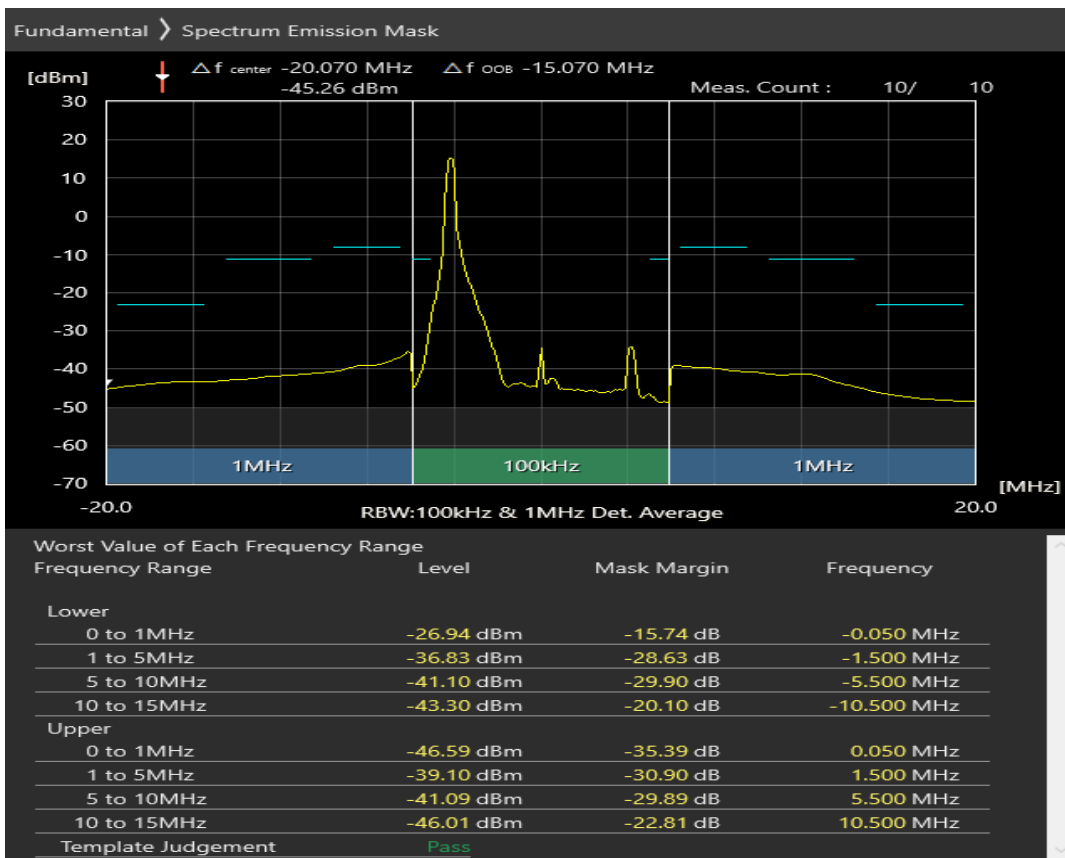 Fundamental ❭ Spectrum Emission Mask
[dBm]
△f center -20.070 MHz △f OOB -15.070 MHz
-45.26 dBm
Meas. Count : 10/ 10
30
20
10
0
-10
-20
-30
-40
-50
-60
-70
1MHz 100kHz 1MHz
[MHz]
-20.0 RBW:100kHz & 1MHz Det. Average 20.0
Worst Value of Each Frequency Range
Frequency Range Level Mask Margin Frequency
Lower
0 to 1MHz -26.94 dBm -15.74 dB -0.050 MHz
1 to 5MHz -36.83 dBm -28.63 dB -1.500 MHz
5 to 10MHz -41.10 dBm -29.90 dB -5.500 MHz
10 to 15MHz -43.30 dBm -20.10 dB -10.500 MHz
Upper
0 to 1MHz -46.59 dBm -35.39 dB 0.050 MHz
1 to 5MHz -39.10 dBm -30.90 dB 1.500 MHz
5 to 10MHz -41.09 dBm -29.89 dB 5.500 MHz
10 to 15MHz -46.01 dBm -22.81 dB 10.500 MHz
Template Judgement Pass